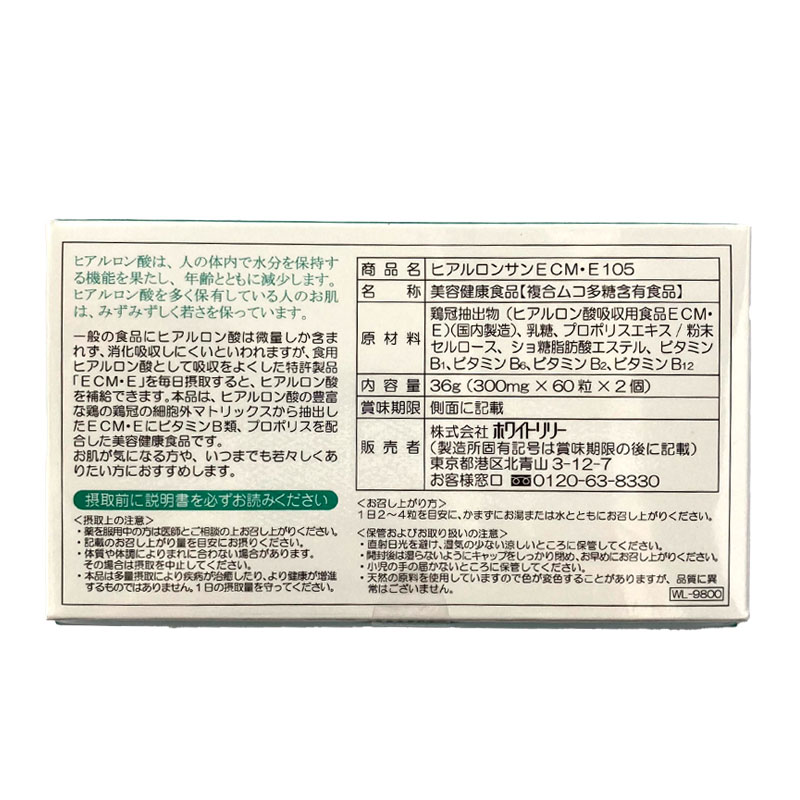 ヒアルロン酸は、人の体内で水分を保持する
機能を果たし、年齢とともに減少します。
ヒアルロン酸を多く保有している人のお肌
は、みずみずしく若さを保っています。
一般の食品にヒアルロン酸は微量しか含ま
れず、消化吸収しにくいといわれますが、食用
ヒアルロン酸として吸収をよくした特許製品
「ECM・E」を毎日摂取すると、ヒアルロン酸
を補給できます。本品は、ヒアルロン酸の豊富
な鶏の鶏冠の細胞外マトリックスから抽出し
たECM・EにビタミンB類、プロポリスを配
合した美容健康食品です。
お肌が気になる方や、いつまでも若々しくあ
りたい方におすすめします。
摂取前に説明書を必ずお読みください
<摂取上の注意>
・薬を服用中の方は医師とご相談の上お召し上がりください。
・記載のお召し上がり量を目安にお摂りください。
・体質や体調によりまれに合わない場合があります。
その場合は摂取を中止してください。
・本品は多量摂取により疾病が治癒したり、より健康が増進
するものではありません。1日の摂取量を守ってください。
商品名 ヒアルロンサンECM・E105
名称 美容健康食品【複合ムコ多糖含有食品】
原材料 鶏冠抽出物(ヒアルロン酸吸収用食品ECM・
E)(国内製造)、乳糖、プロポリスエキス/粉末
セルロース、ショ糖脂肪酸エステル、ビタミン
B1、ビタミンB6、ビタミンB2、ビタミンB12
内容量 36g(300mg×60粒×2個)
賞味期限 側面に記載
販売者 株式会社ホワイトリリー
(製造所固有記号は賞味期限の後に記載)
東京都港区北青山3-12-7
お客様窓口 0120-63-8330
<お召し上がり方>
1日2~4粒を目安に、かまずにお湯または水とともにお召し上がりください。
<保管およびお取り扱いの注意>
・直射日光を避け、湿気の少ない涼しいところに保管してください。
・開封後は湿らないようにキャップをしっかり閉め、お早めにお召し上がりください。
・小児の手の届かないところに保管してください。
・天然の原料を使用していますので色が変色することがありますが、品質に異
常はございません。
WL-9800